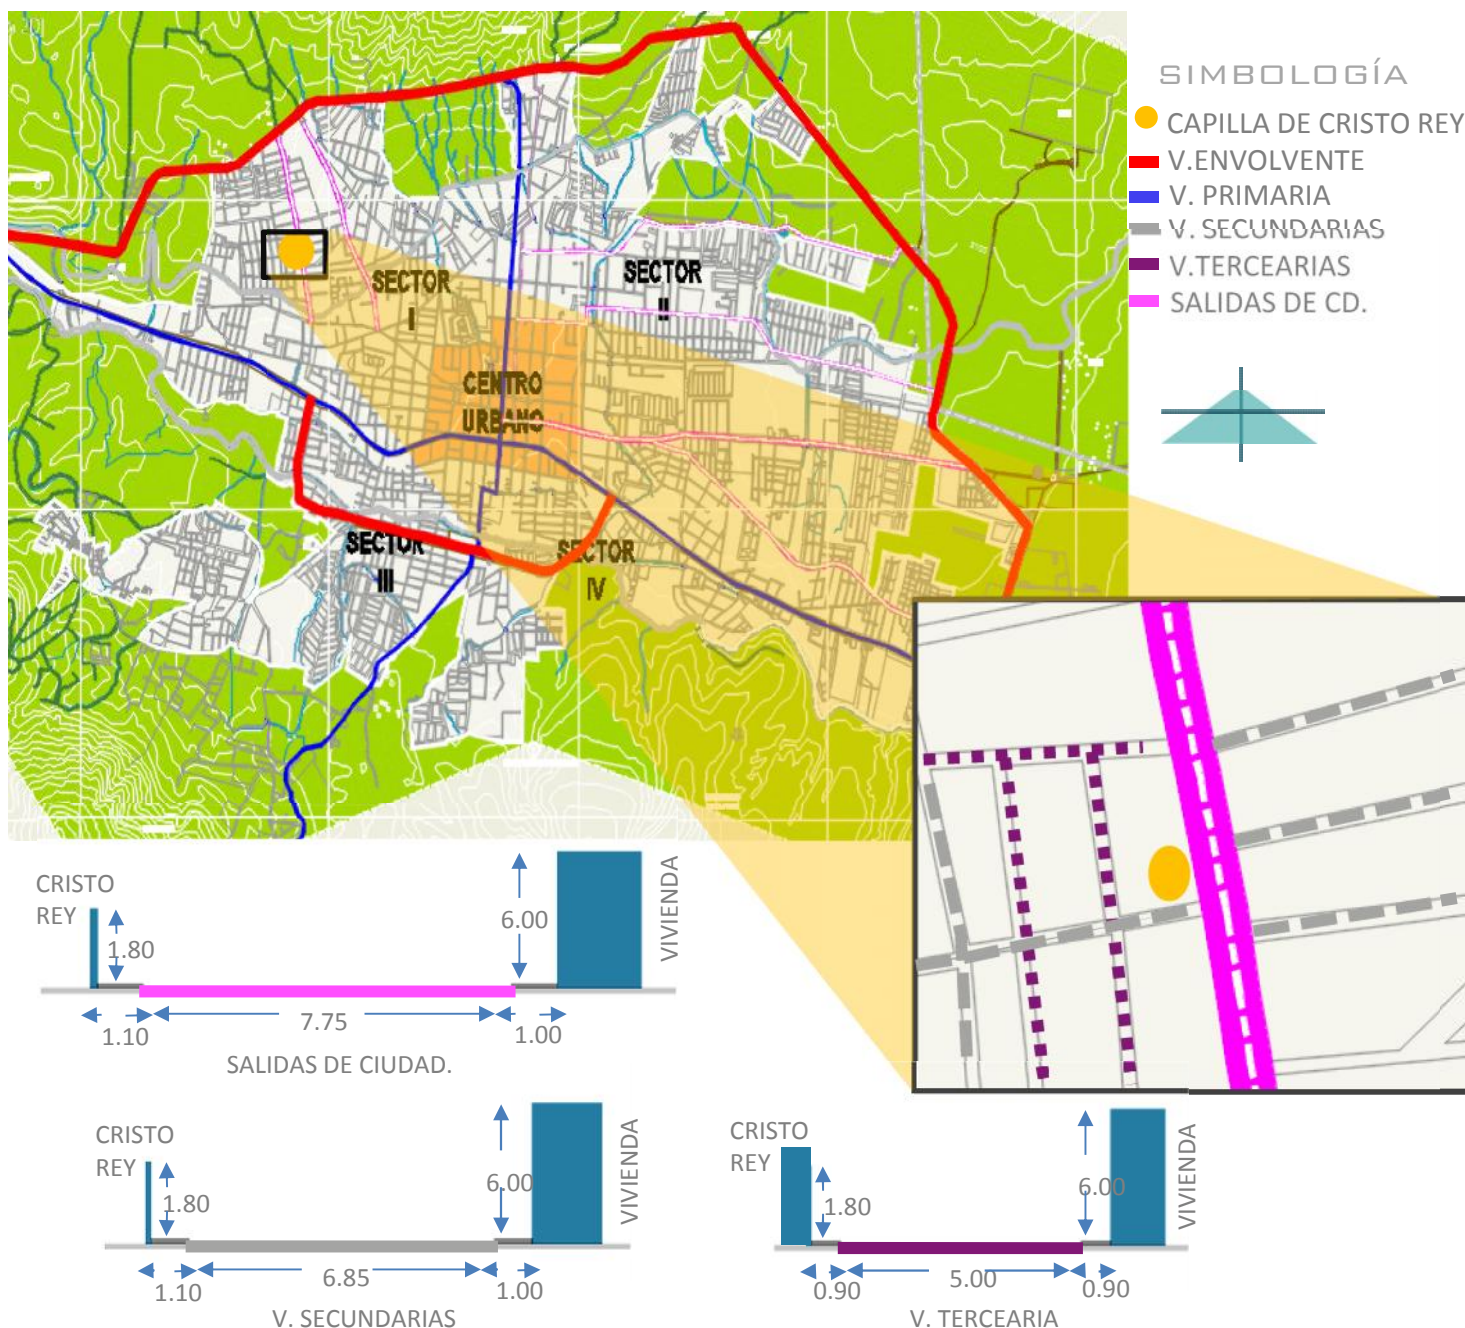 SIMBOLOGÍA
CAPILLA DE CRISTO REY
V.ENVOLVENTE
V. PRIMARIA
V. SECUNDARIAS
V.TERCEARIAS
SALIDAS DE CD.
SECTOR
I
SECTOR
II
CENTRO
URBANO
SECTOR
III
SECTOR
IV
CRISTO
REY
1.80
6.00
VIVIENDA
1.10
7.75
1.00
SALIDAS DE CIUDAD.
CRISTO
REY
1.80
6.00
VIVIENDA
1.10
6.85
1.00
V. SECUNDARIAS
CRISTO
REY
1.80
6.00
VIVIENDA
0.90
5.00
0.90
V. TERCEARIA